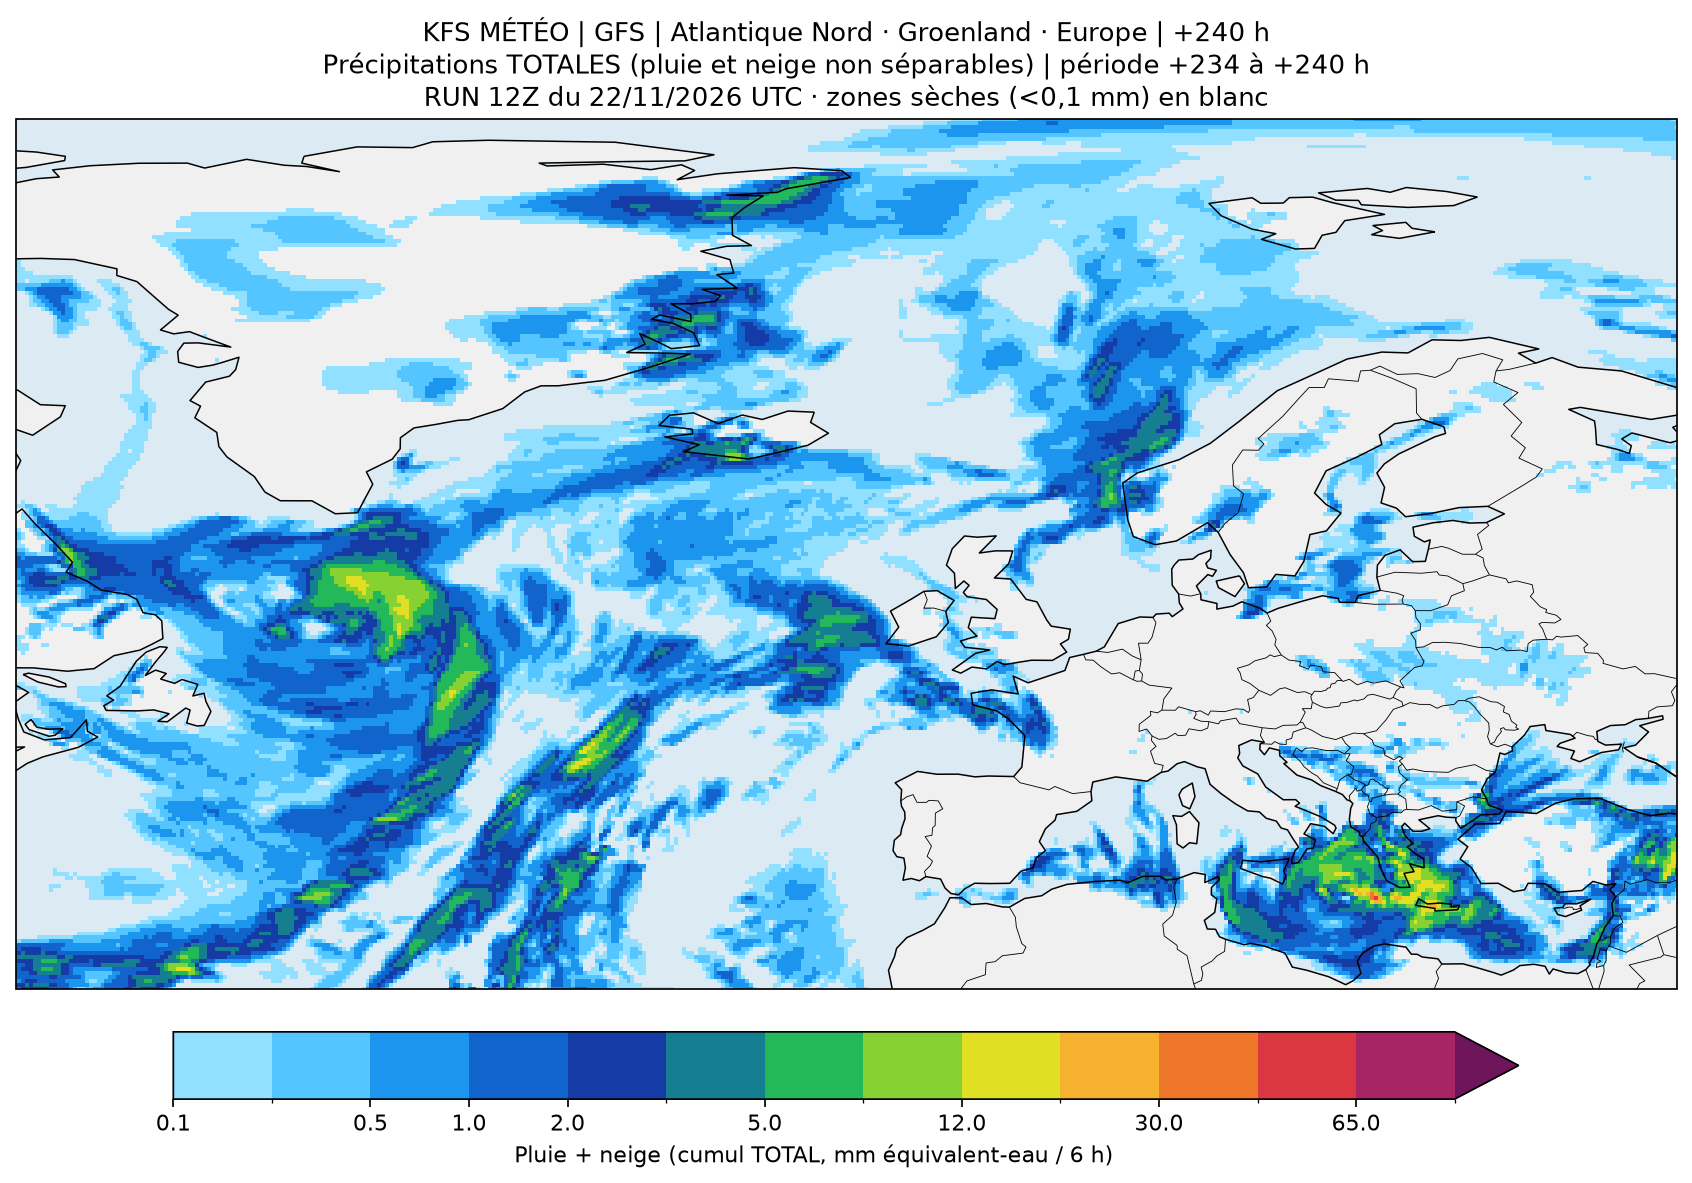 KFS MÉTÉO | GFS | Atlantique Nord · Groenland · Europe | +240 h
Précipitations TOTALES (pluie et neige non séparables) | période +234 à +240 h
RUN 12Z du 22/11/2026 UTC · zones sèches (<0,1 mm) en blanc
0.1 0.5 1.0 2.0 5.0 12.0 30.0 65.0
Pluie + neige (cumul TOTAL, mm équivalent-eau / 6 h)